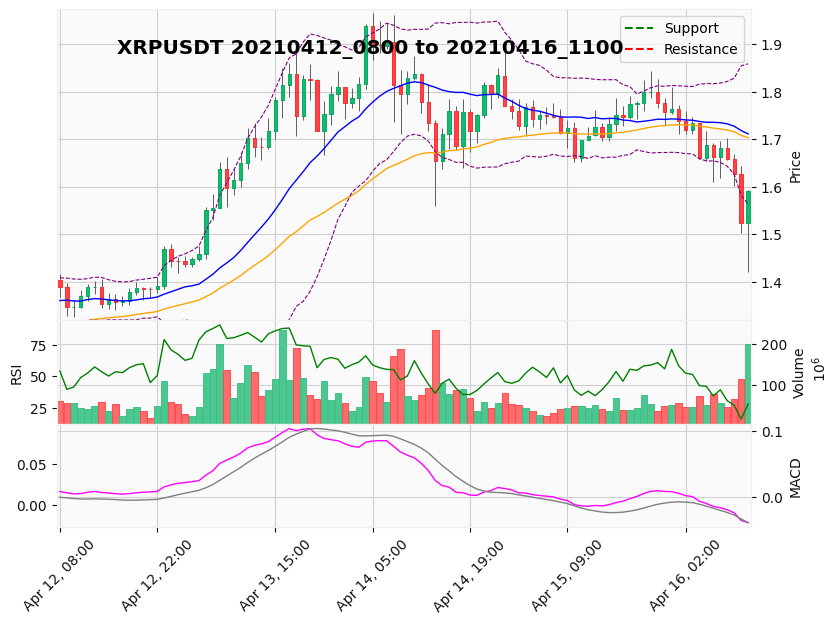 XRPUSDT 20210412_0800 to 20210416_1100
Support
Resistance
1.9
1.8
1.7
1.6
1.5
1.4
Price
75
50
25
RSI
200
100
Volume
10^6
0.05
0.00
0.1
0.0
MACD
Apr 12, 08:00
Apr 12, 22:00
Apr 13, 15:00
Apr 14, 05:00
Apr 14, 19:00
Apr 15, 09:00
Apr 16, 02:00